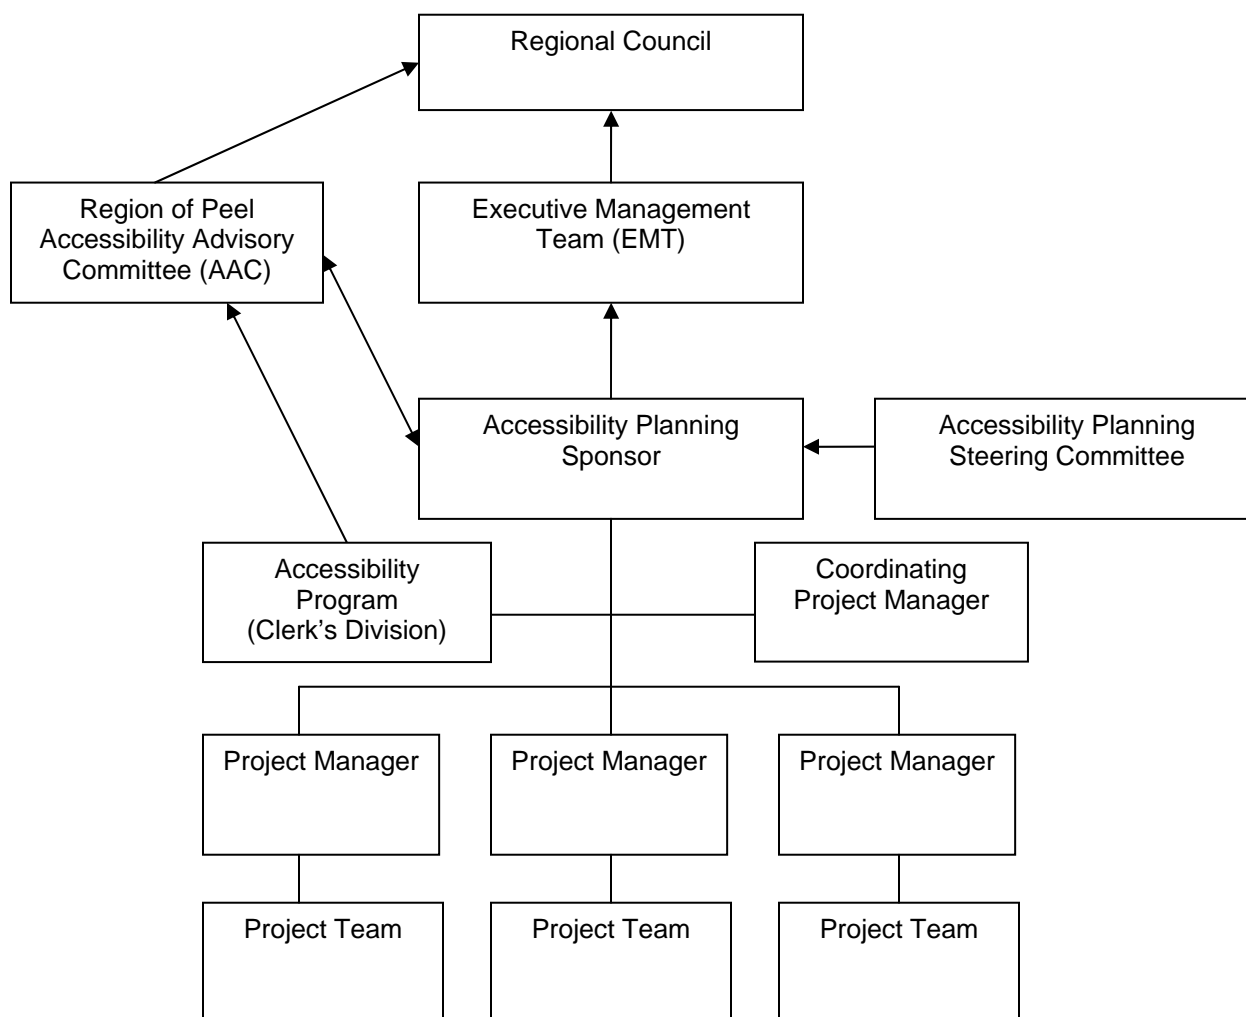 Regional Council
Region of Peel
Accessibility Advisory
Committee (AAC)
Executive Management
Team (EMT)
Accessibility Planning
Sponsor
Accessibility Planning
Steering Committee
Accessibility
Program
(Clerk’s Division)
Coordinating
Project Manager
Project Manager
Project Manager
Project Manager
Project Team
Project Team
Project Team